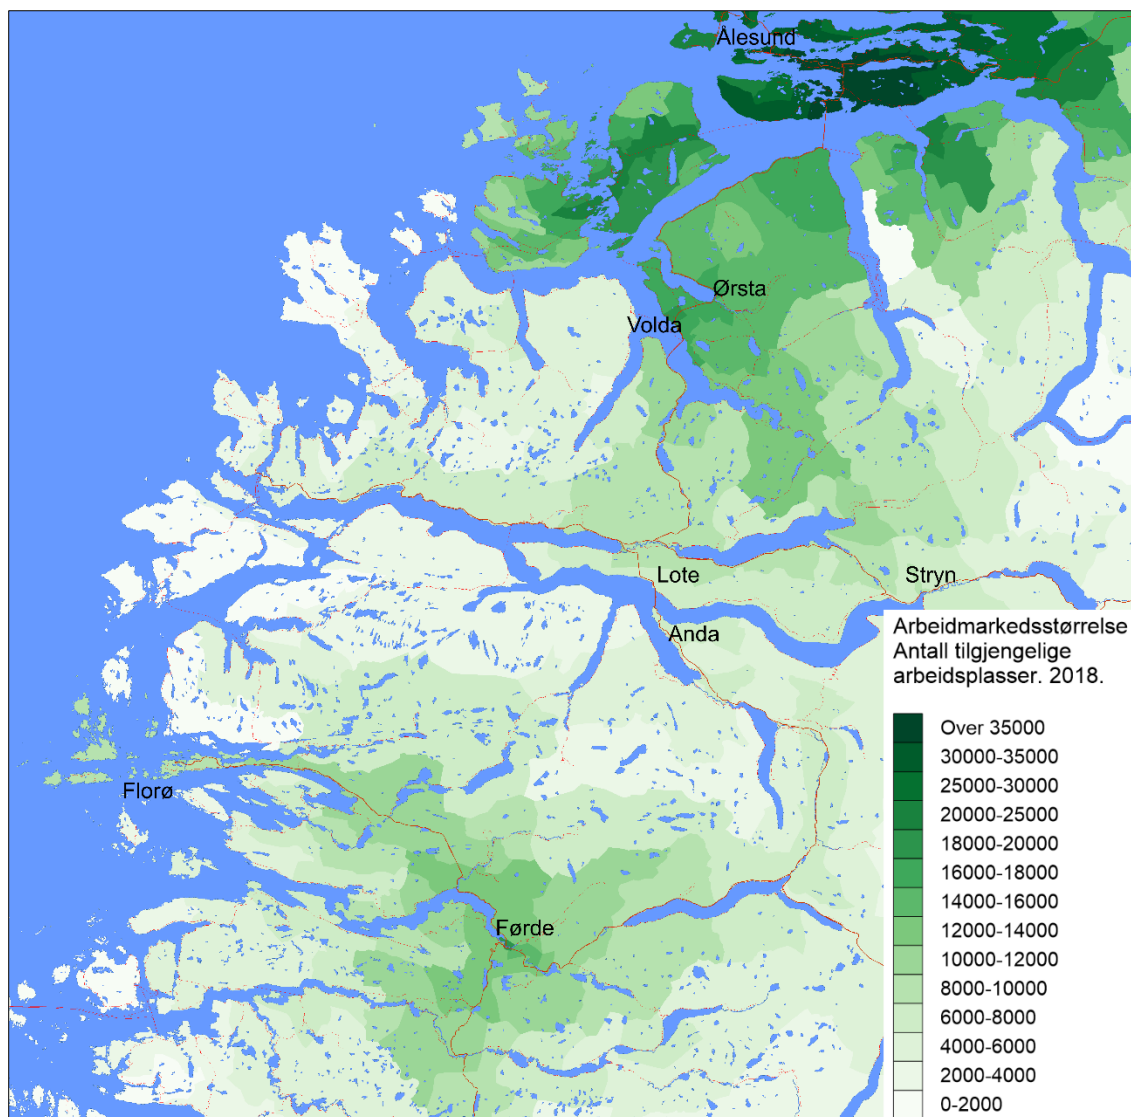 Ålesund
Ørsta
Volda
Lote
Stryn
Anda
Florø
Førde
Arbeidmarkedsstørrelse
Antall tilgjengelige
arbeidsplasser. 2018.
Over 35000
30000-35000
25000-30000
20000-25000
18000-20000
16000-18000
14000-16000
12000-14000
10000-12000
8000-10000
6000-8000
4000-6000
2000-4000
0-2000